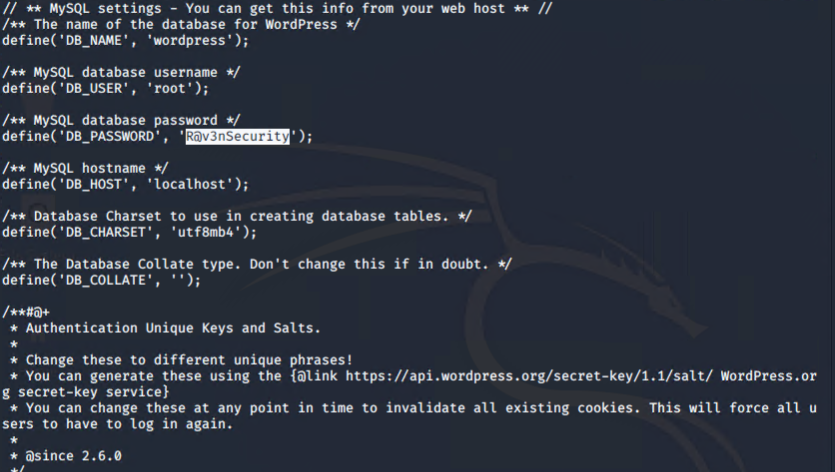 // ** MySQL settings - You can get this info from your web host ** //
/** The name of the database for WordPress */
define('DB_NAME', 'wordpress');
/** MySQL database username */
define('DB_USER', 'root');
/** MySQL database password */
define('DB_PASSWORD', 'R@v3nSecurity');
/** MySQL hostname */
define('DB_HOST', 'localhost');
/** Database Charset to use in creating database tables. */
define('DB_CHARSET', 'utf8mb4');
/** The Database Collate type. Don't change this if in doubt. */
define('DB_COLLATE', '');
/**#@+
 * Authentication Unique Keys and Salts.
 *
 * Change these to different unique phrases!
 * You can generate these using the {@link https://api.wordpress.org/secret-key/1.1/salt/ WordPress.or
g secret-key service}
 * You can change these at any point in time to invalidate all existing cookies. This will force all u
sers to have to log in again.
 *
 * @since 2.6.0
 */